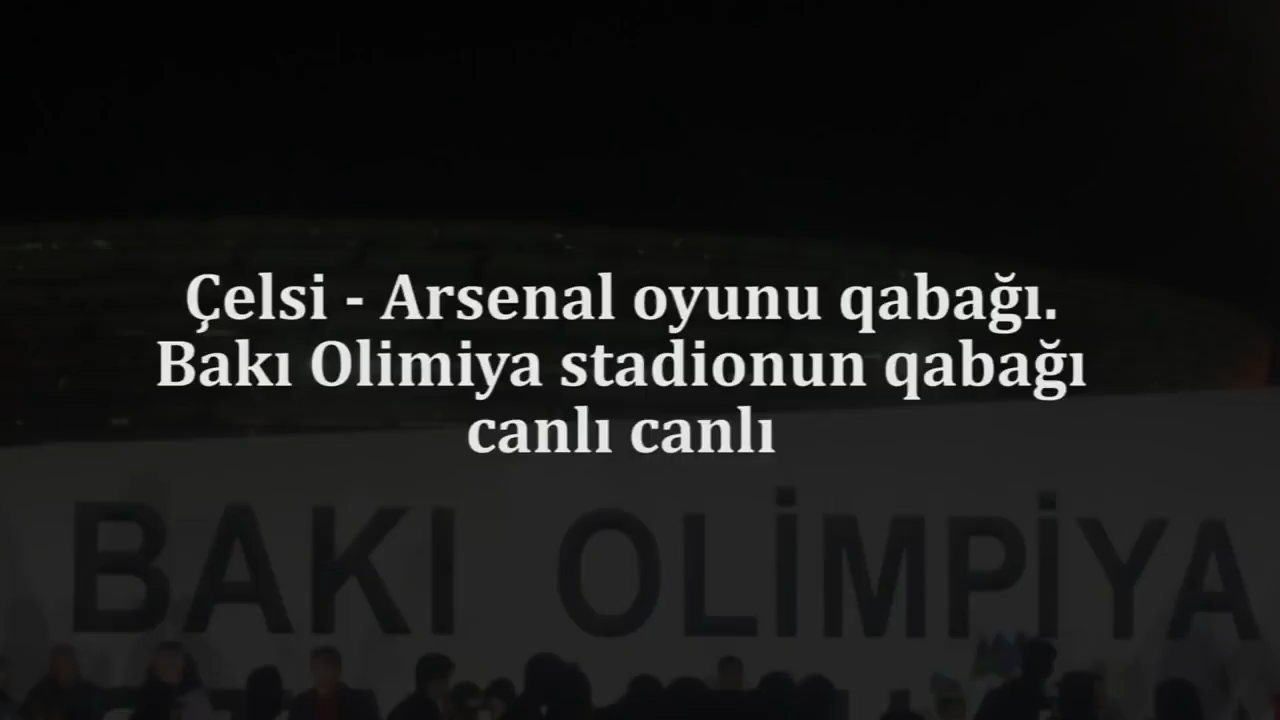 Çelsi - Arsenal oyunu qabağı.
Bakı Olimiya stadionun qabağı
canlı canlı
BAKI OLİMPİYA